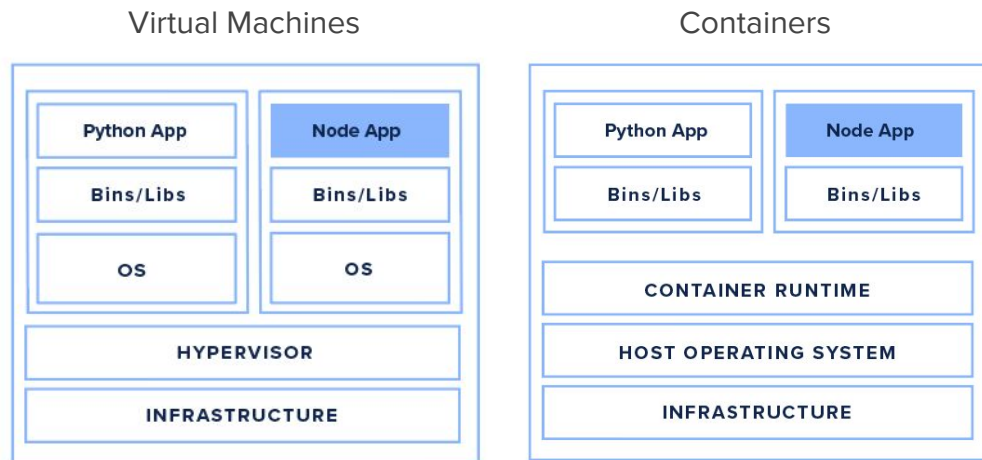 Virtual Machines
Python App
Node App
Bins/Libs
Bins/Libs
OS
OS
HYPERVISOR
INFRASTRUCTURE
Containers
Python App
Node App
Bins/Libs
Bins/Libs
CONTAINER RUNTIME
HOST OPERATING SYSTEM
INFRASTRUCTURE